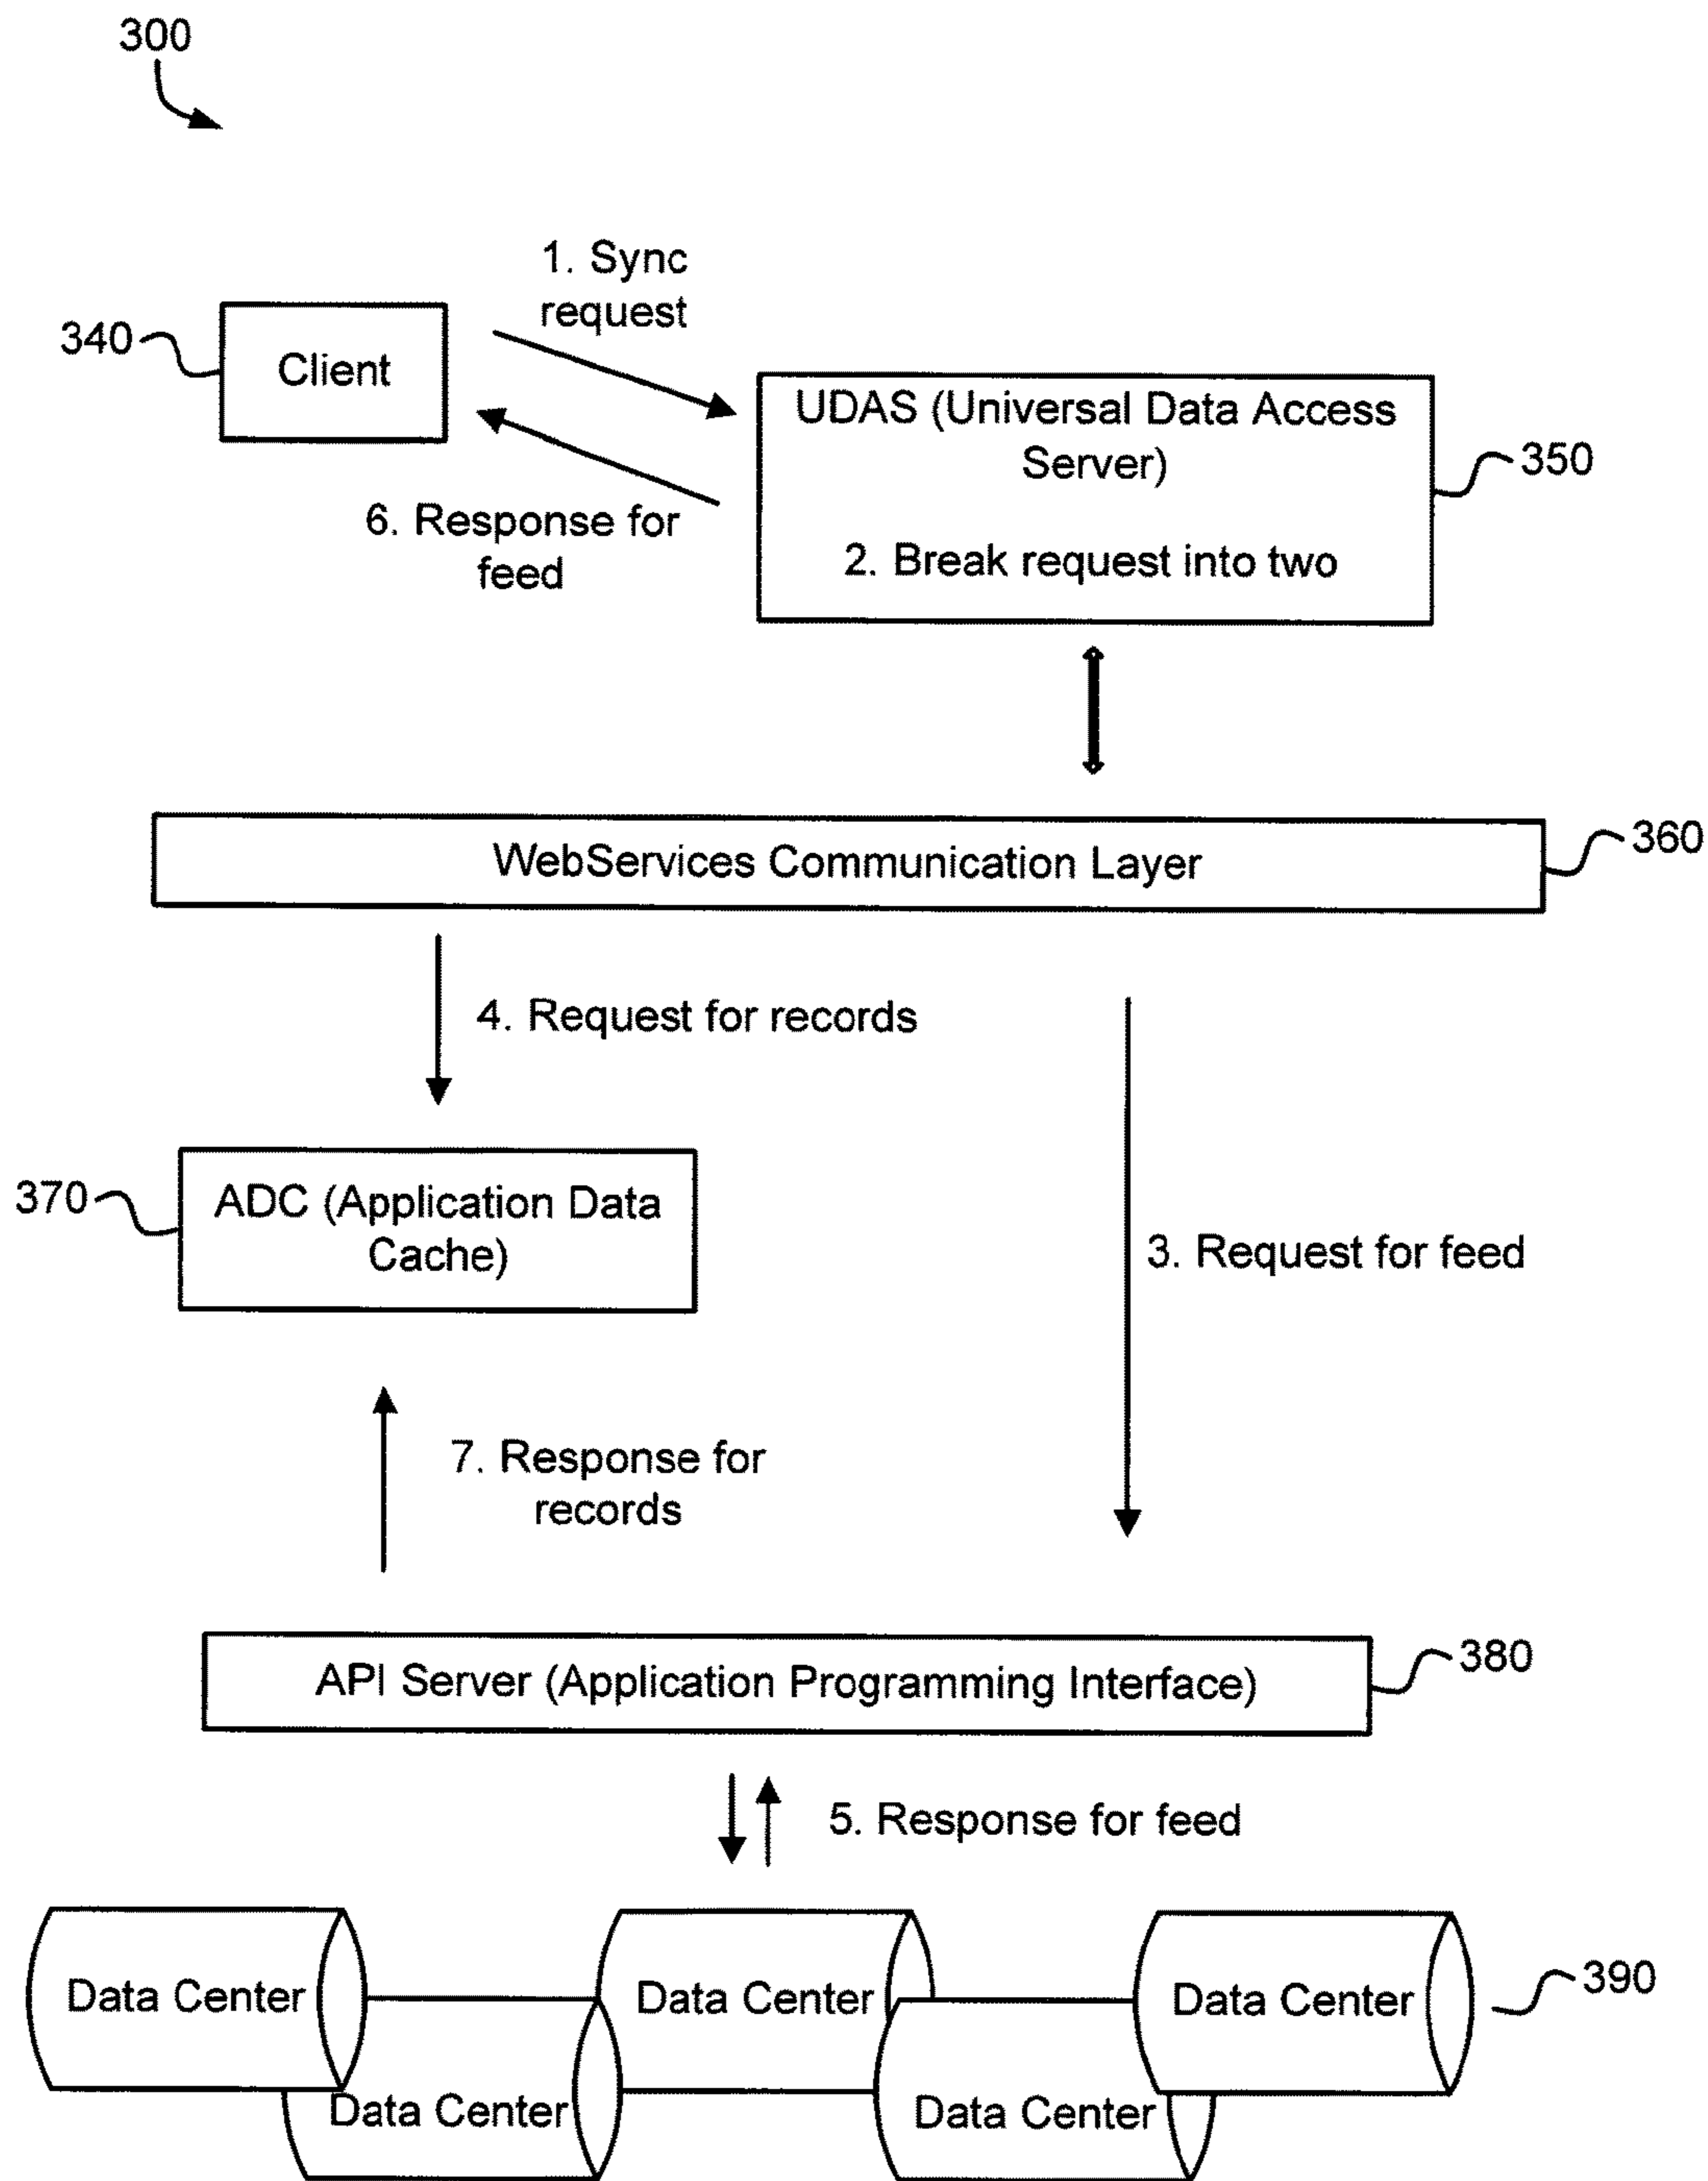 300
1. Sync
request
340
Client
UDAS (Universal Data Access
Server)
350
6. Response for
feed
2. Break request into two
360
WebServices Communication Layer
4. Request for records
370
ADC (Application Data
Cache)
3. Request for feed
7. Response for
records
380
API Server (Application Programming Interface)
5. Response for feed
390
Data Center
Data Center
Data Center
Data Center
Data Center